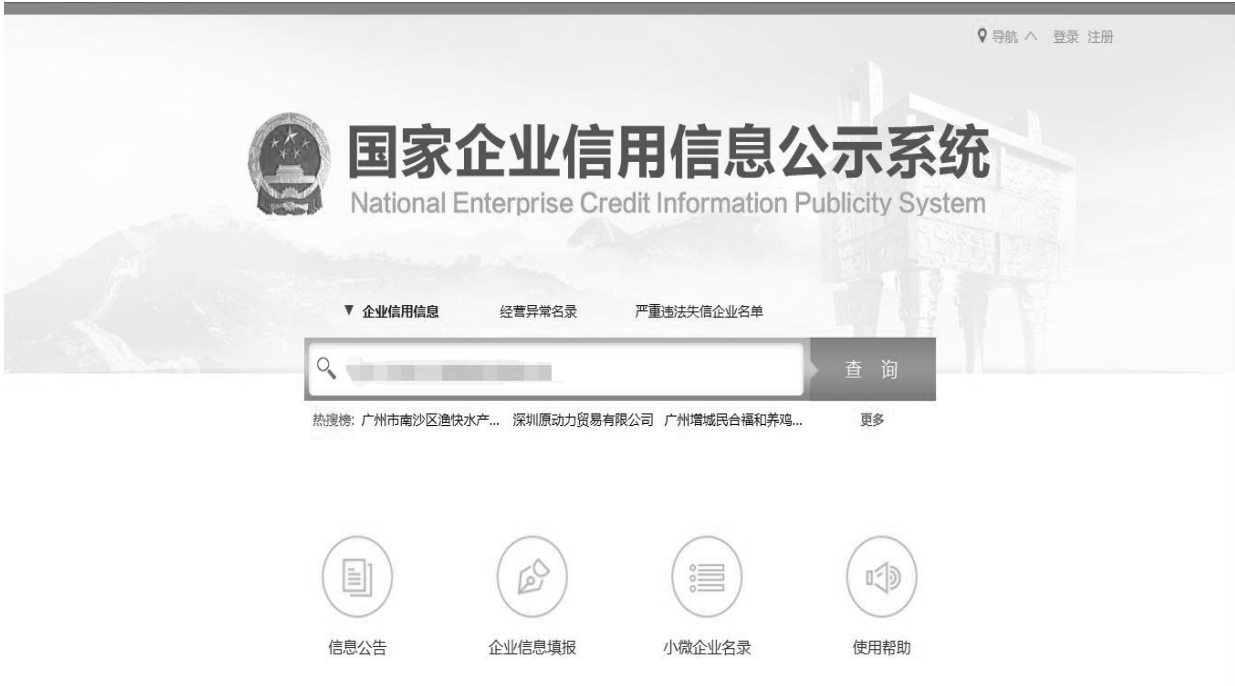 导航 登录 注册
国家企业信用信息公示系统
National Enterprise Credit Information Publicity System
▼ 企业信用信息 经营异常名录 严重违法失信企业名单
查 询
热搜榜: 广州市南沙区渔快水产... 深圳原动力贸易有限公司 广州增城民合福和养鸡... 更多
信息公告 企业信息填报 小微企业名录 使用帮助